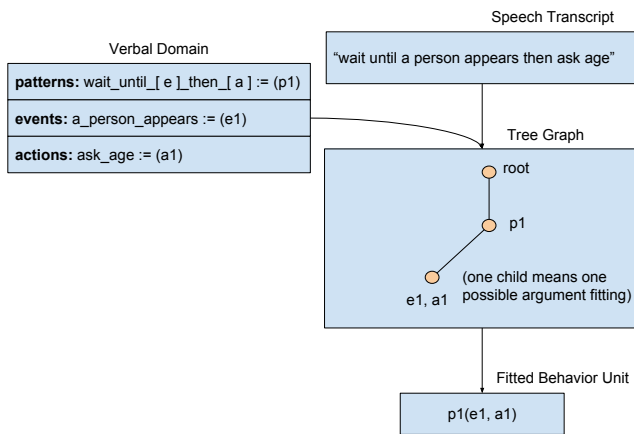 Speech Transcript
Verbal Domain
"wait until a person appears then ask age"
patterns: wait_until_[ e ]_then_[ a ] := (p1)
events: a_person_appears := (e1)
actions: ask_age := (a1)
Tree Graph
root
p1
e1, a1
(one child means one
possible argument fitting)
Fitted Behavior Unit
p1(e1, a1)